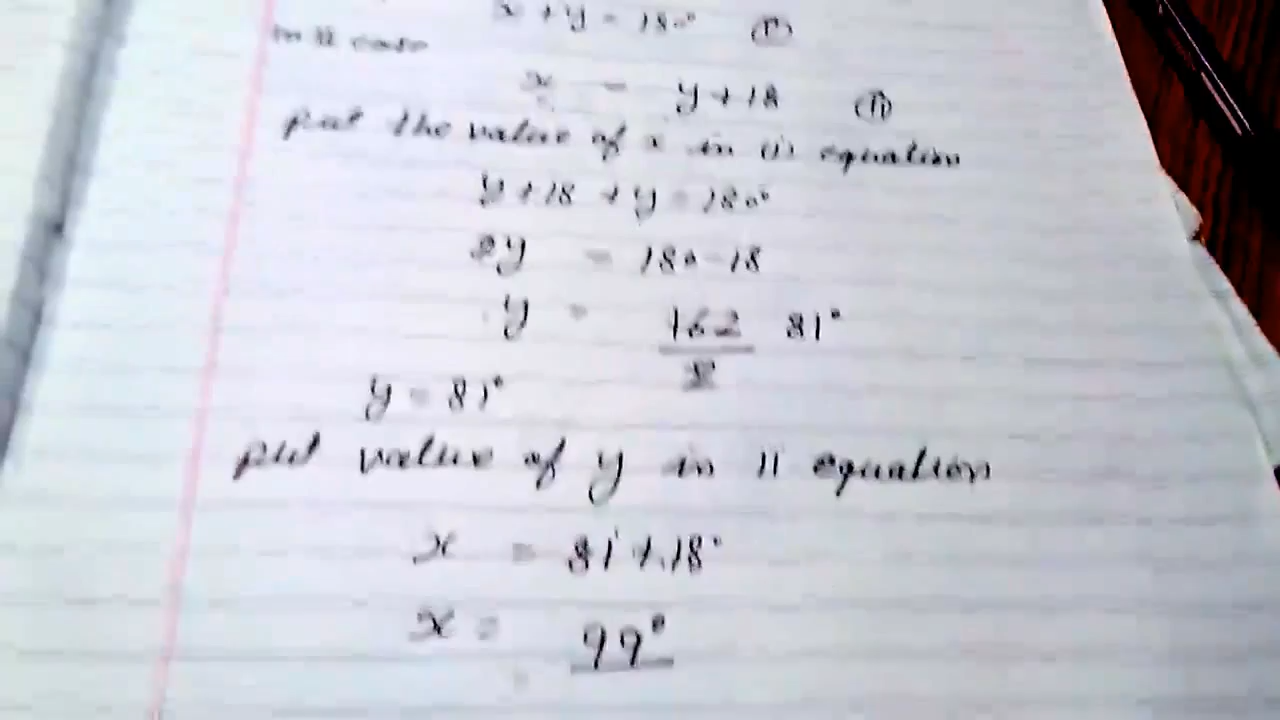 x + y = 180° (i)
in II case
x = y + 18 (ii)
put the value of x in (i) equation
y + 18 + y = 180°
2y = 180 - 18
y = 162/2 81°
y = 81°
put value of y in ii equation
x = 81° + 18°
x = 99°